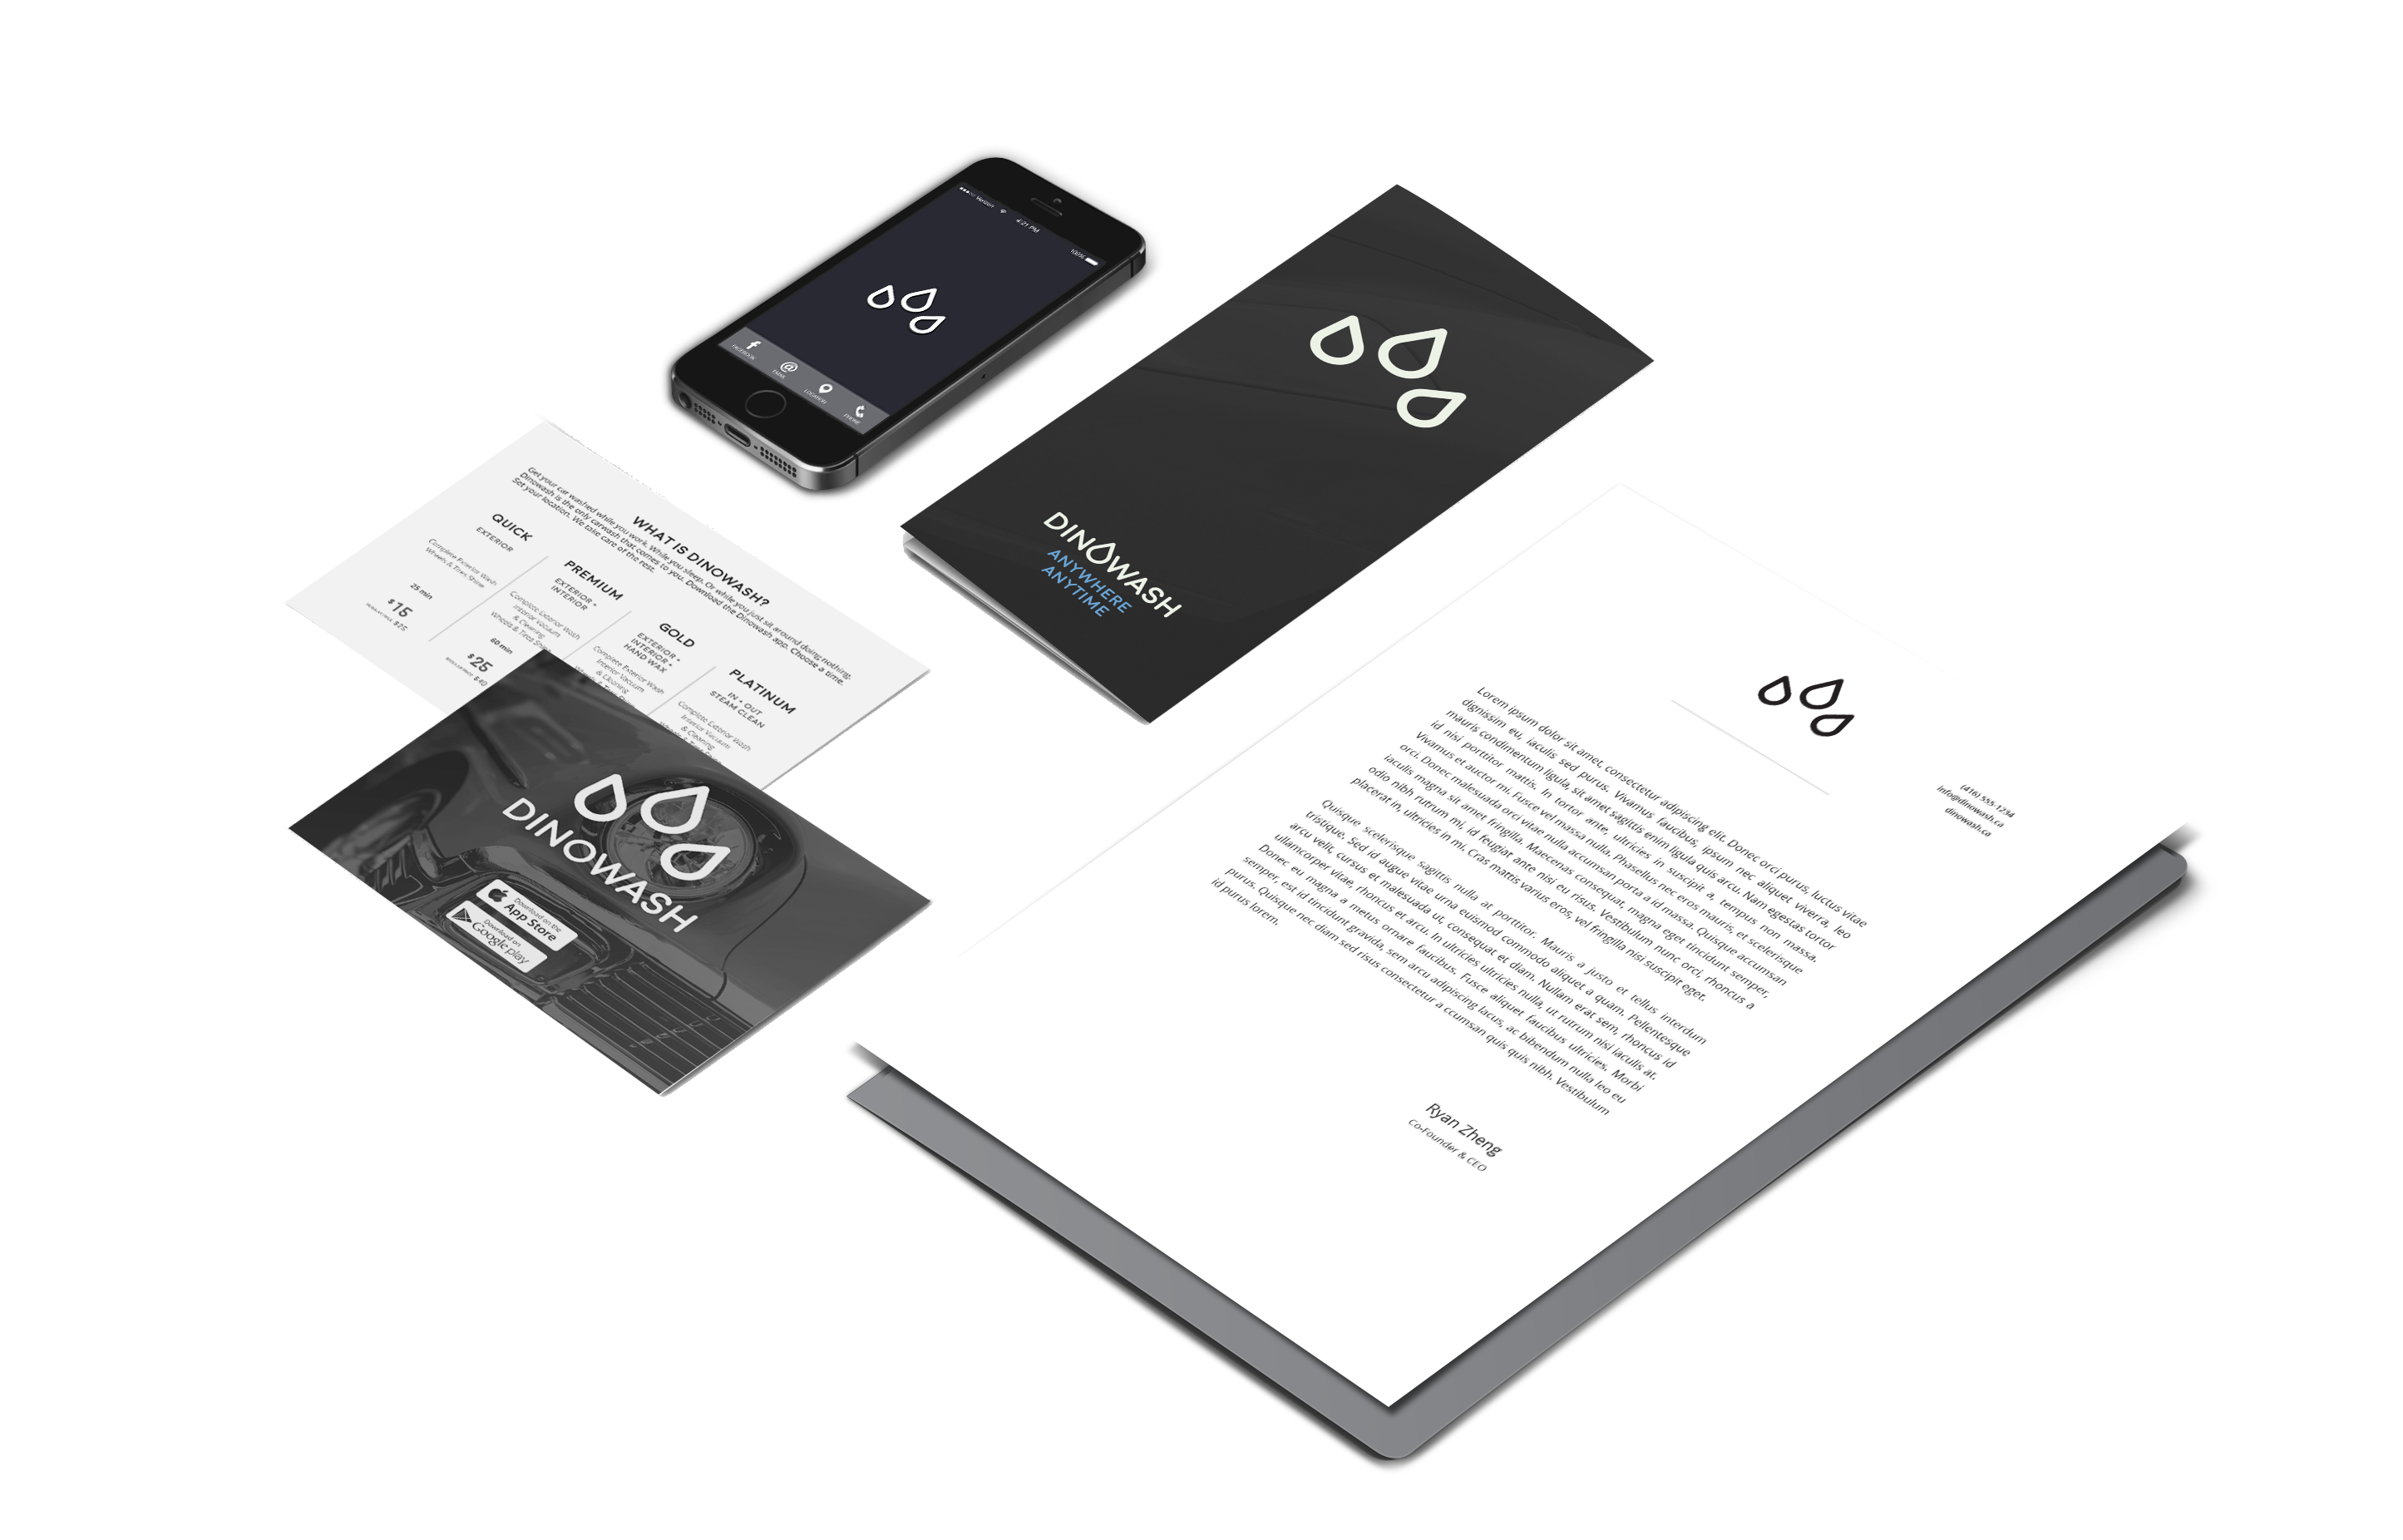 Verizon
4:21 PM
100%
FACEBOOK
EMAIL
LOCATION
PHONE
DINOWASH
ANYWHERE
ANYTIME
WHAT IS DINOWASH?
Get your car washed while you work. While you sleep. Or while you just sit around doing nothing.
Dinowash is the only carwash that comes to you. Download the Dinowash app. Choose a time.
Set your location. We take care of the rest.
QUICK
EXTERIOR
Complete Exterior Wash
Wheels & Tires Shine
25 min
$15
$25
PREMIUM
EXTERIOR +
INTERIOR
Complete Exterior Wash
Interior Vacuum
& Cleaning
Wheels & Tires Shine
60 min
$25
$40
GOLD
EXTERIOR +
INTERIOR +
HAND WAX
Complete Exterior Wash
Interior Vacuum
& Cleaning
PLATINUM
IN + OUT
STEAM CLEAN
Complete Exterior Wash
Interior Vacuum
& Cleaning
DINOWASH
Download on the
App Store
Download on
Google play
(416) 555-1234
info@dinowash.ca
dinowash.ca
Lorem ipsum dolor sit amet, consectetur adipiscing elit. Donec orci purus, luctus vitae
dignissim eu, iaculis sed purus. Vivamus faucibus, ipsum nec aliquet viverra, leo
mauris condimentum ligula, sit amet sagittis enim ligula quis arcu. Nam egestas tortor
id nisi porttitor mattis. In tortor ante, ultricies in suscipit a, tempus non massa.
Vivamus et auctor mi. Fusce vel massa nulla. Phasellus nec eros mauris, et scelerisque
orci. Donec malesuada orci vitae nulla accumsan porta a id massa. Quisque accumsan
iaculis magna sit amet fringilla. Maecenas consequat, magna eget tincidunt semper,
odio nibh rutrum mi, id feugiat ante nisi eu risus. Vestibulum nunc orci, rhoncus a
placerat in, ultricies in mi. Cras mattis varius eros, vel fringilla nisi suscipit eget.
Quisque scelerisque sagittis nulla at porttitor. Mauris a justo et tellus interdum
tristique. Sed id augue vitae urna euismod commodo aliquet a quam. Pellentesque
arcu velit, cursus et malesuada ut, consequat et diam. Nullam erat sem, rhoncus id
ullamcorper vitae, rhoncus et arcu. In ultricies ultricies nulla, ut rutrum nisi iaculis at.
Donec eu magna a metus ornare faucibus. Fusce aliquet faucibus ultricies. Morbi
semper, est id tincidunt gravida, sem arcu adipiscing lacus, ac bibendum nulla leo eu
purus. Quisque nec diam sed risus consectetur a ccumsan quis quis nibh. Vestibulum
id purus lorem.
Ryan Zheng
Co-Founder & CEO